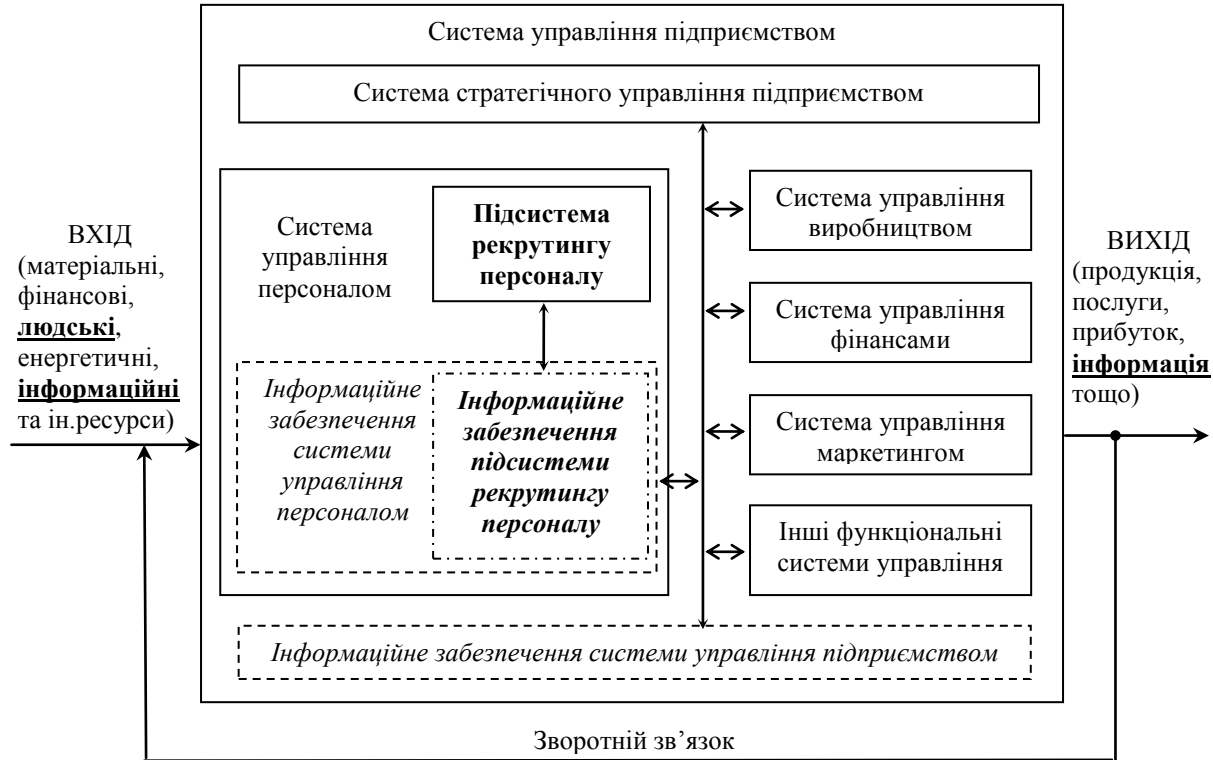 Система управління підприємством
Система стратегічного управління підприємством
ВХІД
(матеріальні,
фінансові,
людські,
енергетичні,
інформаційні
та ін.ресурси)
Система
управління
персоналом
Підсистема
рекрутингу
персоналу
Інформаційне
забезпечення
системи
управління
персоналом
Інформаційне
забезпечення
підсистеми
рекрутингу
персоналу
Система управління
виробництвом
Система управління
фінансами
Система управління
маркетингом
Інші функціональні
системи управління
ВИХІД
(продукція,
послуги,
прибуток,
інформація
тощо)
Інформаційне забезпечення системи управління підприємством
Зворотній зв’язок